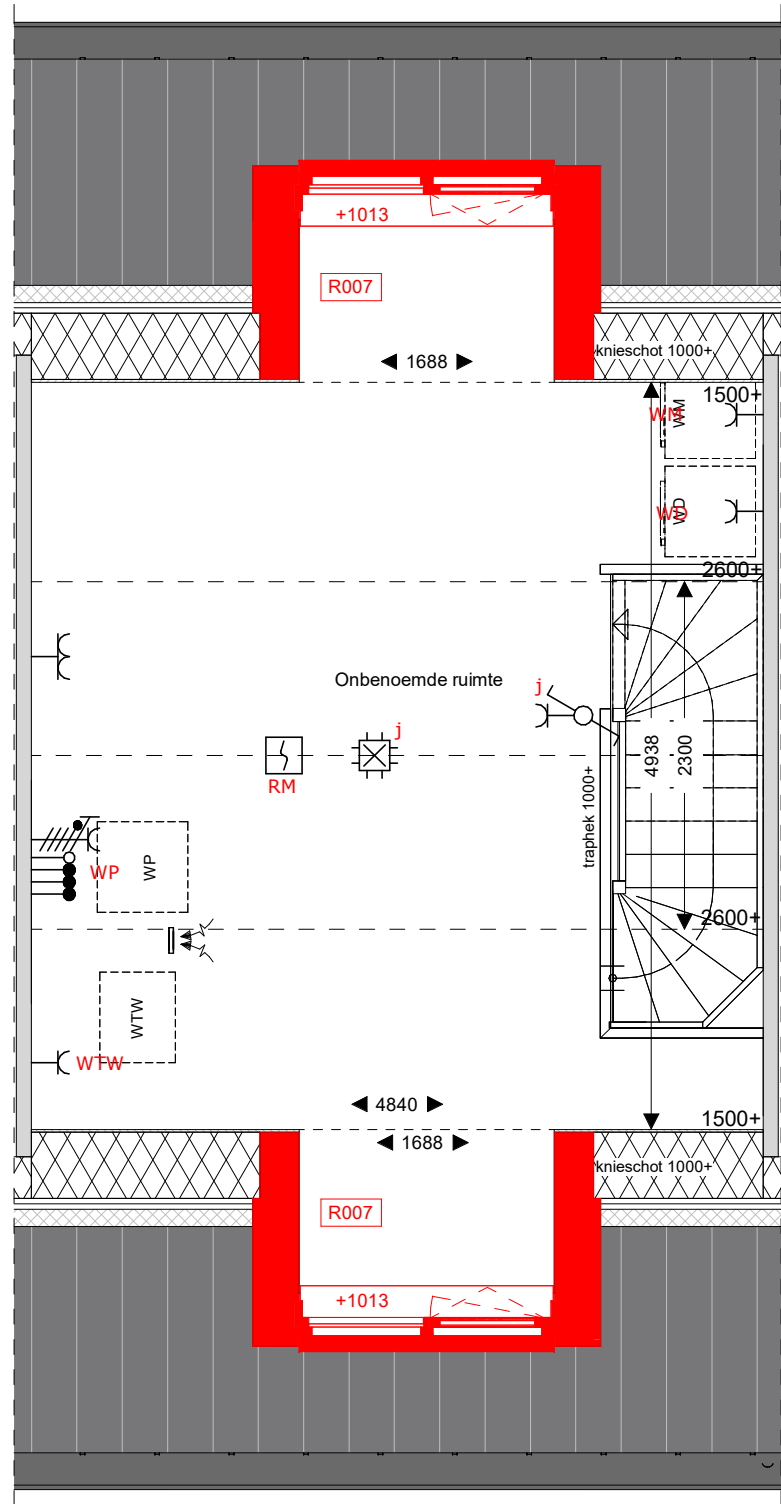 +1013
R007
1688
knieschot 1000+
1500+
WM
WM
WD
WD
2600+
Onbenoemde ruimte
j
j
RM
4938
2300
traphek 1000+
WP
WP
2600+
WTW
WTW
4840
1500+
1688
knieschot 1000+
R007
+1013